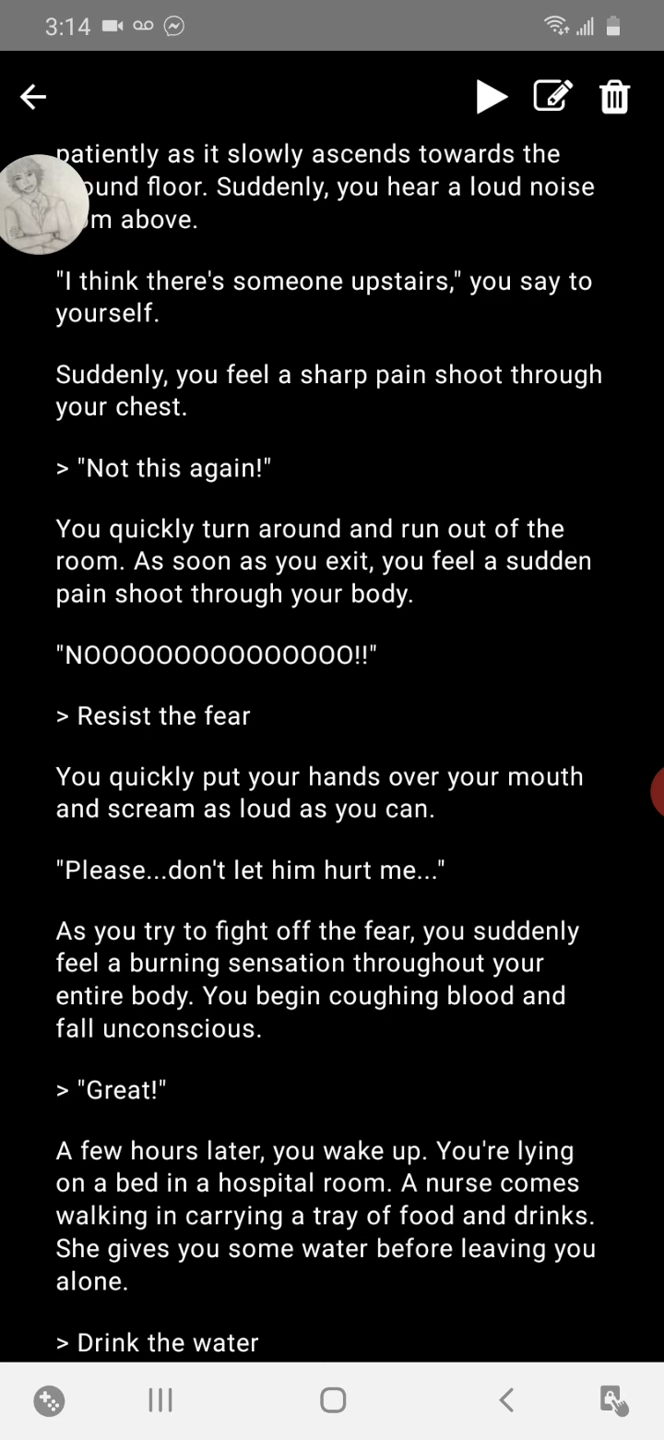 3:14
patiently as it slowly ascends towards the
ound floor. Suddenly, you hear a loud noise
m above.
"I think there's someone upstairs," you say to
yourself.
Suddenly, you feel a sharp pain shoot through
your chest.
> "Not this again!"
You quickly turn around and run out of the
room. As soon as you exit, you feel a sudden
pain shoot through your body.
"NOOOOOOOOOOOOOOO!!"
> Resist the fear
You quickly put your hands over your mouth
and scream as loud as you can.
"Please...don't let him hurt me..."
As you try to fight off the fear, you suddenly
feel a burning sensation throughout your
entire body. You begin coughing blood and
fall unconscious.
> "Great!"
A few hours later, you wake up. You're lying
on a bed in a hospital room. A nurse comes
walking in carrying a tray of food and drinks.
She gives you some water before leaving you
alone.
> Drink the water